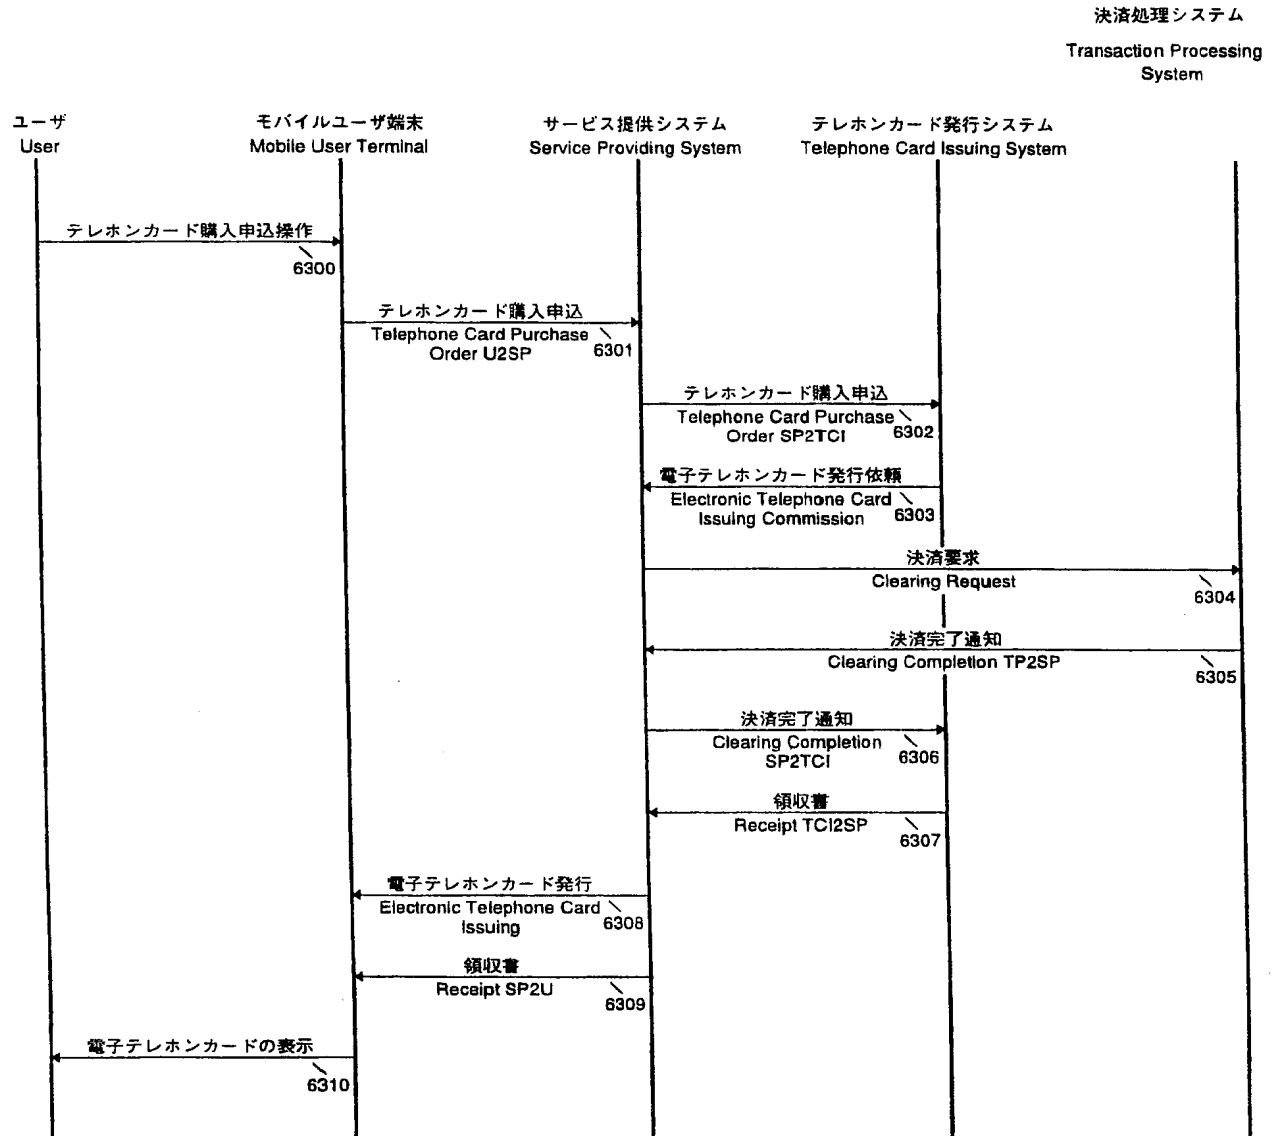 決済処理システム
Transaction Processing
System
ユーザ
User
モバイルユーザ端末
Mobile User Terminal
サービス提供システム
Service Providing System
テレホンカード発行システム
Telephone Card Issuing System
テレホンカード購入申込操作
6300
テレホンカード購入申込
Telephone Card Purchase
Order U2SP
6301
テレホンカード購入申込
Telephone Card Purchase
Order SP2TCI
6302
電子テレホンカード発行依頼
Electronic Telephone Card
Issuing Commission
6303
決済要求
Clearing Request
6304
決済完了通知
Clearing Completion TP2SP
6305
決済完了通知
Clearing Completion
SP2TCI
6306
領収書
Receipt TCI2SP
6307
電子テレホンカード発行
Electronic Telephone Card
Issuing
6308
領収書
Receipt SP2U
6309
電子テレホンカードの表示
6310